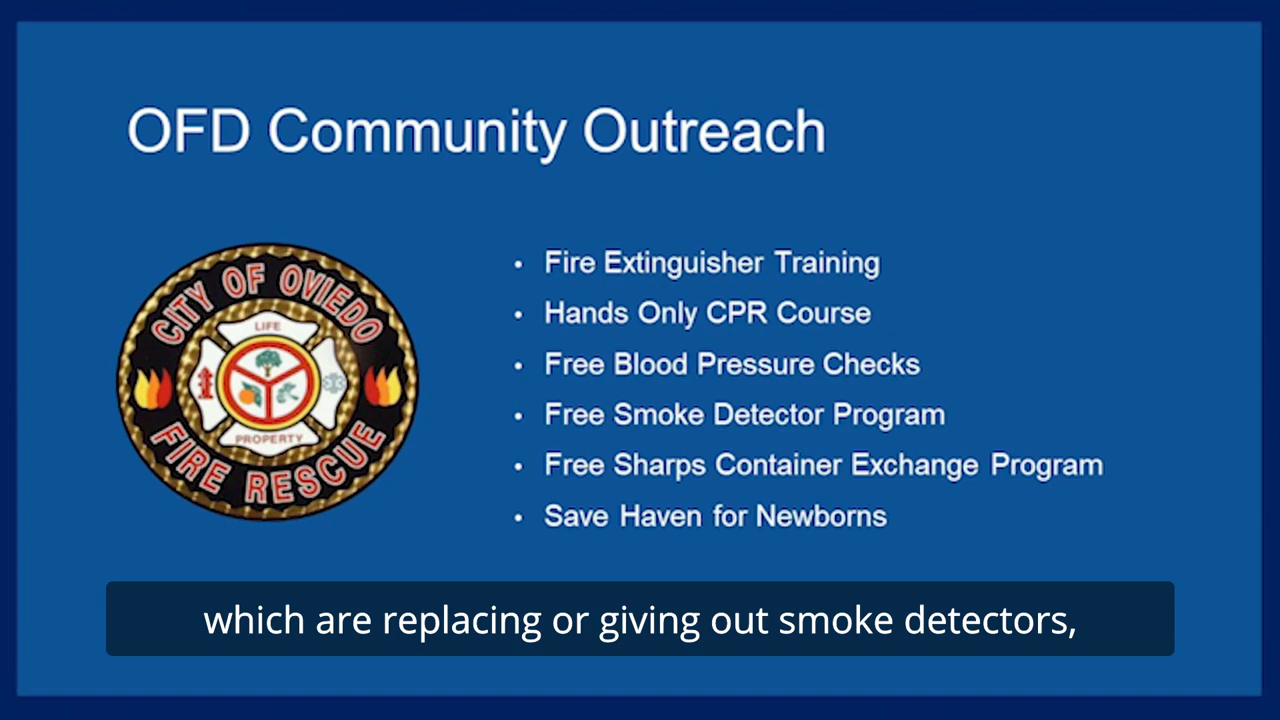 OFD Community Outreach
CITY OF OVIEDO
LIFE
PROPERTY
FIRE RESCUE
• Fire Extinguisher Training
• Hands Only CPR Course
• Free Blood Pressure Checks
• Free Smoke Detector Program
• Free Sharps Container Exchange Program
• Save Haven for Newborns
which are replacing or giving out smoke detectors,